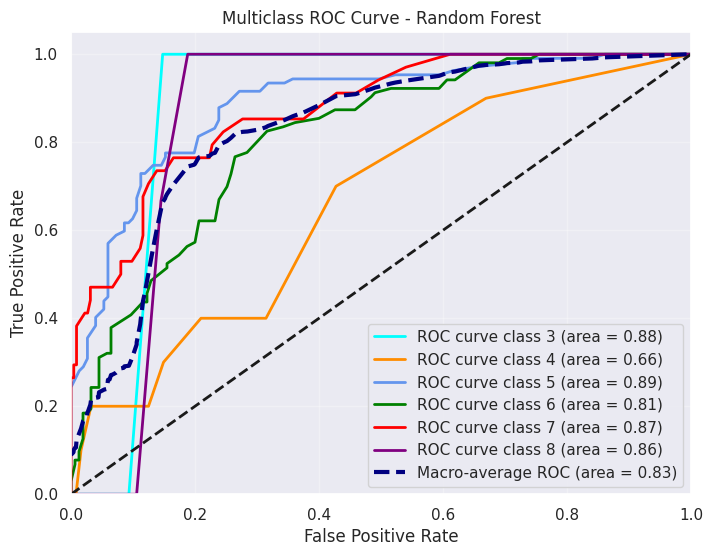 Multiclass ROC Curve - Random Forest
True Positive Rate
1.0
0.8
0.6
0.4
0.2
0.0
0.0 0.2 0.4 0.6 0.8 1.0
False Positive Rate
ROC curve class 3 (area = 0.88)
ROC curve class 4 (area = 0.66)
ROC curve class 5 (area = 0.89)
ROC curve class 6 (area = 0.81)
ROC curve class 7 (area = 0.87)
ROC curve class 8 (area = 0.86)
Macro-average ROC (area = 0.83)